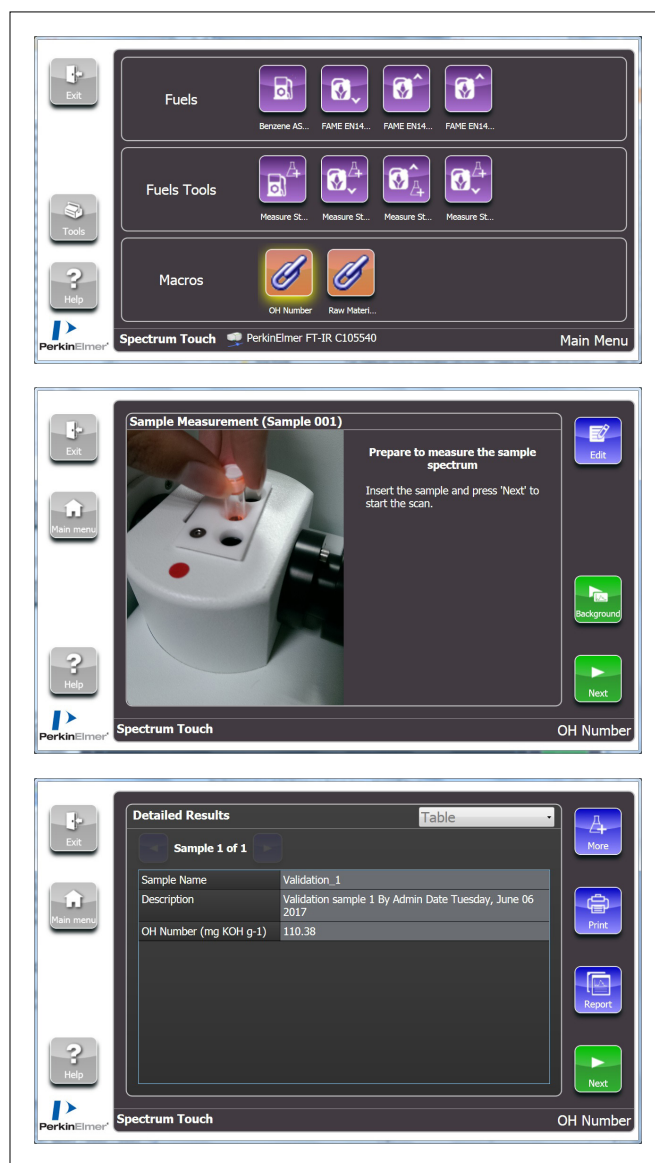 Exit
Fuels
Benzene AS...
FAME EN14...
FAME EN14...
FAME EN14...
Tools
Fuels Tools
Measure St...
Measure St...
Measure St...
Measure St...
Help
Macros
OH Number
Raw Materi...
PerkinElmer
Spectrum Touch
PerkinElmer FT-IR C105540
Main Menu
Exit
Main menu
Sample Measurement (Sample 001)
Prepare to measure the sample
spectrum
Insert the sample and press 'Next' to
start the scan.
Edit
Background
Help
Next
PerkinElmer
Spectrum Touch
OH Number
Exit
Main menu
Detailed Results
Table
Sample 1 of 1
Sample Name
Validation_1
Description
Validation sample 1 By Admin Date Tuesday, June 06
2017
OH Number (mg KOH g-1)
110.38
More
Print
Report
Help
Next
PerkinElmer
Spectrum Touch
OH Number